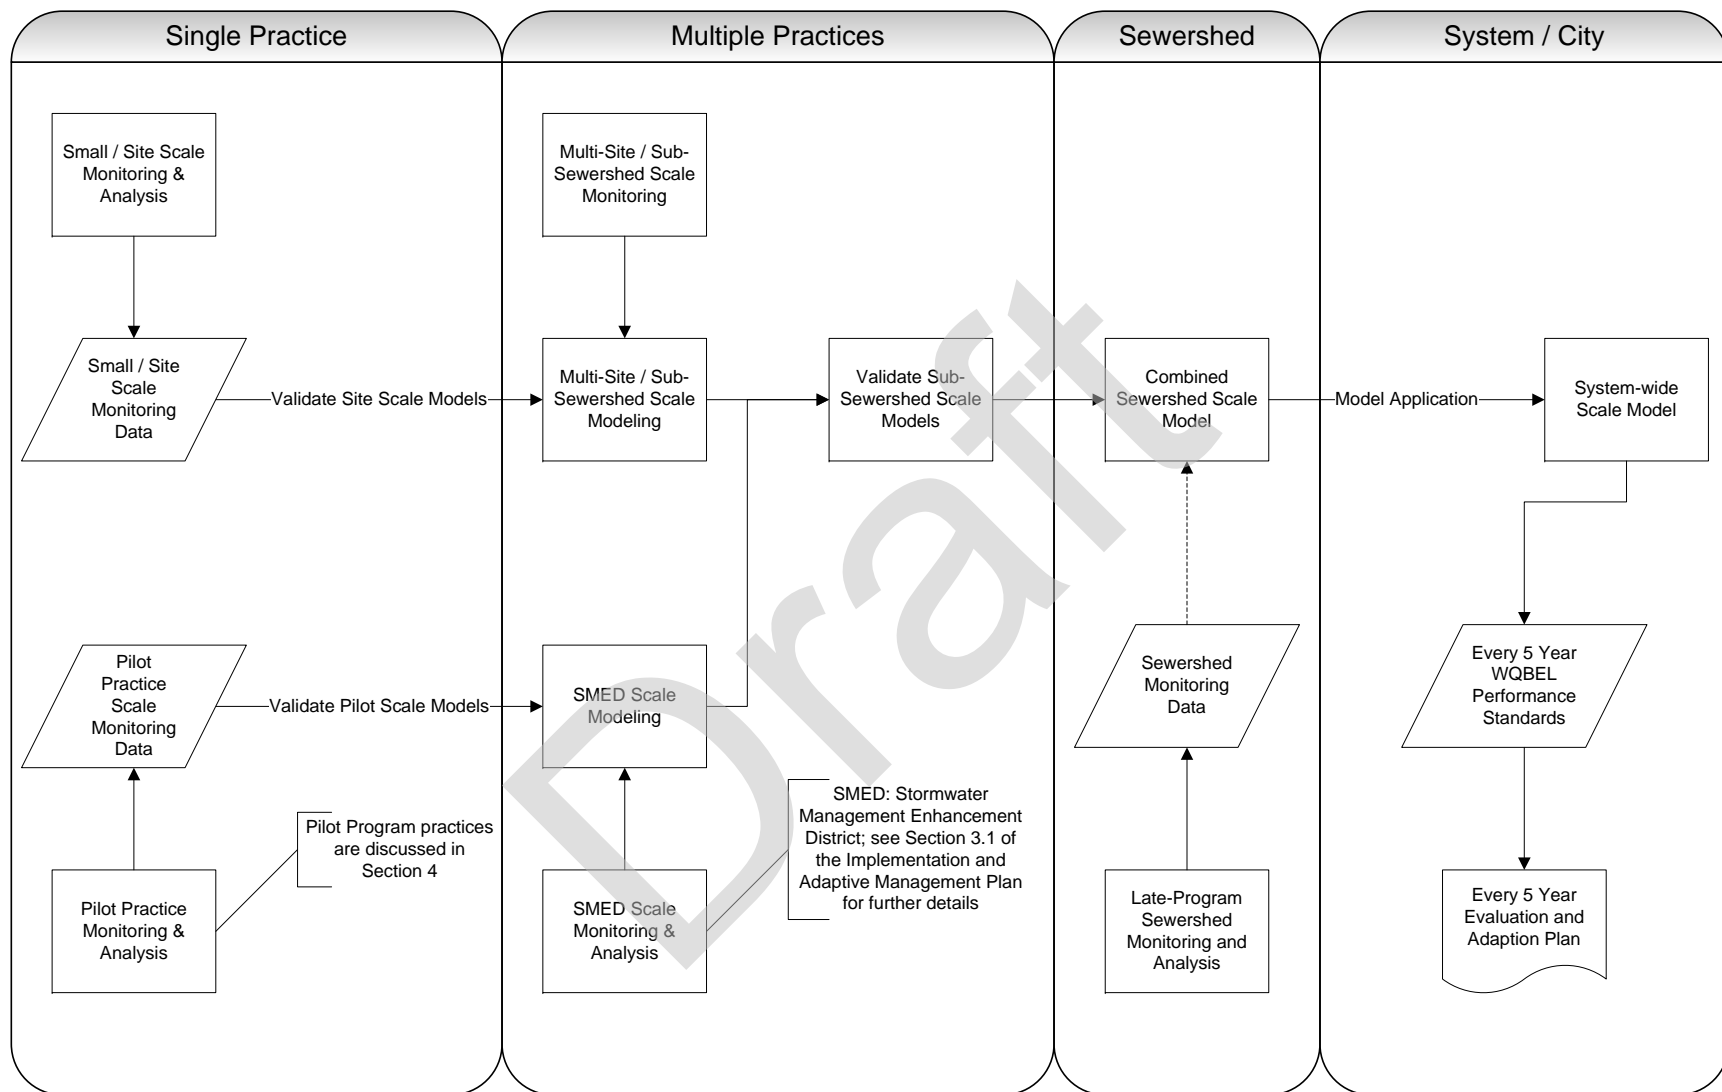 Single Practice
Multiple Practices
Sewershed
System / City
Small / Site Scale
Monitoring &
Analysis
Multi-Site / Sub-
Sewershed Scale
Monitoring
Small / Site
Scale
Monitoring
Data
Validate Site Scale Models
Multi-Site / Sub-
Sewershed Scale
Modeling
Validate Sub-
Sewershed Scale
Models
Combined
Sewershed Scale
Model
Model Application
System-wide
Scale Model
Pilot
Practice
Scale
Monitoring
Data
Validate Pilot Scale Models
SMED Scale
Modeling
Sewershed
Monitoring
Data
Every 5 Year
WQBEL
Performance
Standards
Pilot Program practices
are discussed in
Section 4
SMED: Stormwater
Management Enhancement
District; see Section 3.1 of
the Implementation and
Adaptive Management Plan
for further details
Pilot Practice
Monitoring &
Analysis
SMED Scale
Monitoring &
Analysis
Late-Program
Sewershed
Monitoring and
Analysis
Every 5 Year
Evaluation and
Adaption Plan
Draft